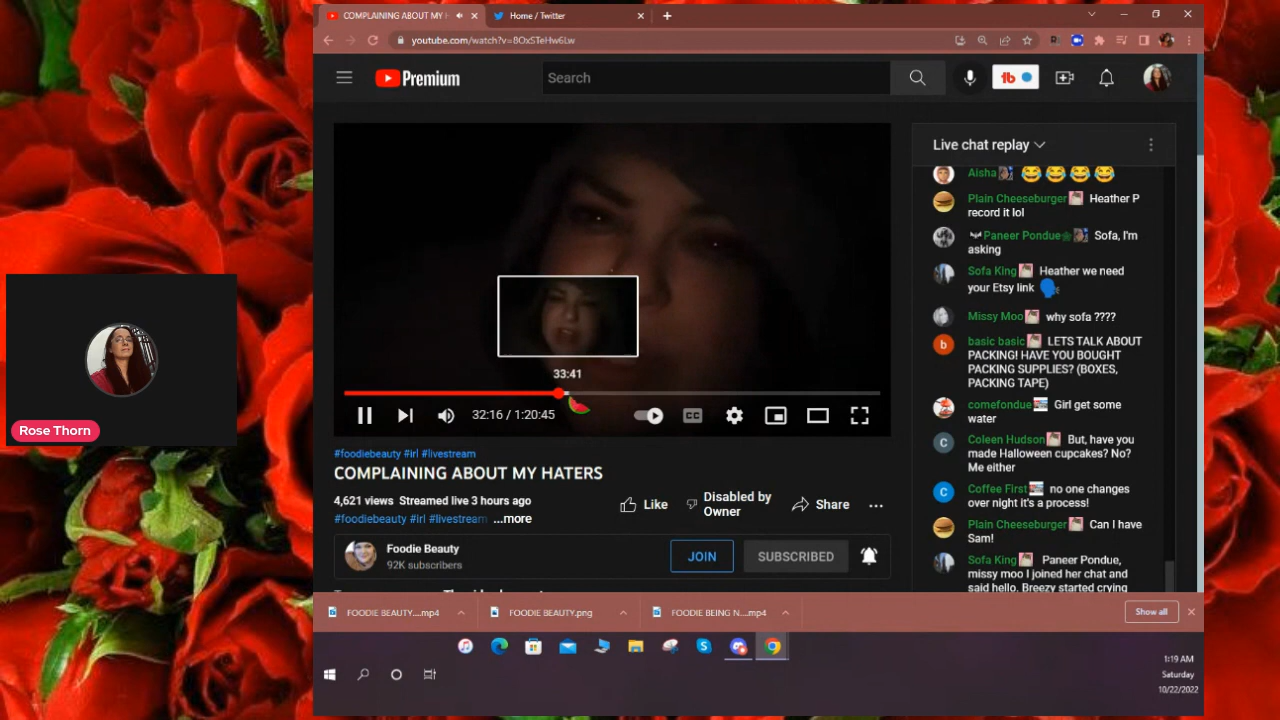 COMPLAINING ABOUT MY H
Home / Twitter
youtube.com/watch?v=8OxSTeHw6Lw
Premium
Search
Live chat replay
Aisha
Plain Cheeseburger Heather P
record it lol
Paneer Pondue Sofa, I'm
asking
Sofa King Heather we need
your Etsy link
Missy Moo why sofa ????
basic basic LETS TALK ABOUT
PACKING! HAVE YOU BOUGHT
PACKING SUPPLIES? (BOXES,
PACKING TAPE)
comefondue Girl get some
water
Coleen Hudson But, have you
made Halloween cupcakes? No?
Me either
Coffee First no one changes
over night it's a process!
Plain Cheeseburger Can I have
Sam!
Sofa King Paneer Pondue,
missy moo I joined her chat and
said hello. Breezy started crying
33:41
32:16 / 1:20:45
CC
Rose Thorn
#foodiebeauty #irl #livestream
COMPLAINING ABOUT MY HATERS
4,621 views Streamed live 3 hours ago
#foodiebeauty #irl #livestream ...more
Like
Disabled by
Owner
Share
Foodie Beauty
92K subscribers
JOIN
SUBSCRIBED
FOODIE BEAUTY....mp4
FOODIE BEAUTY.png
FOODIE BEING N....mp4
Show all
1:19 AM
Saturday
10/22/2022